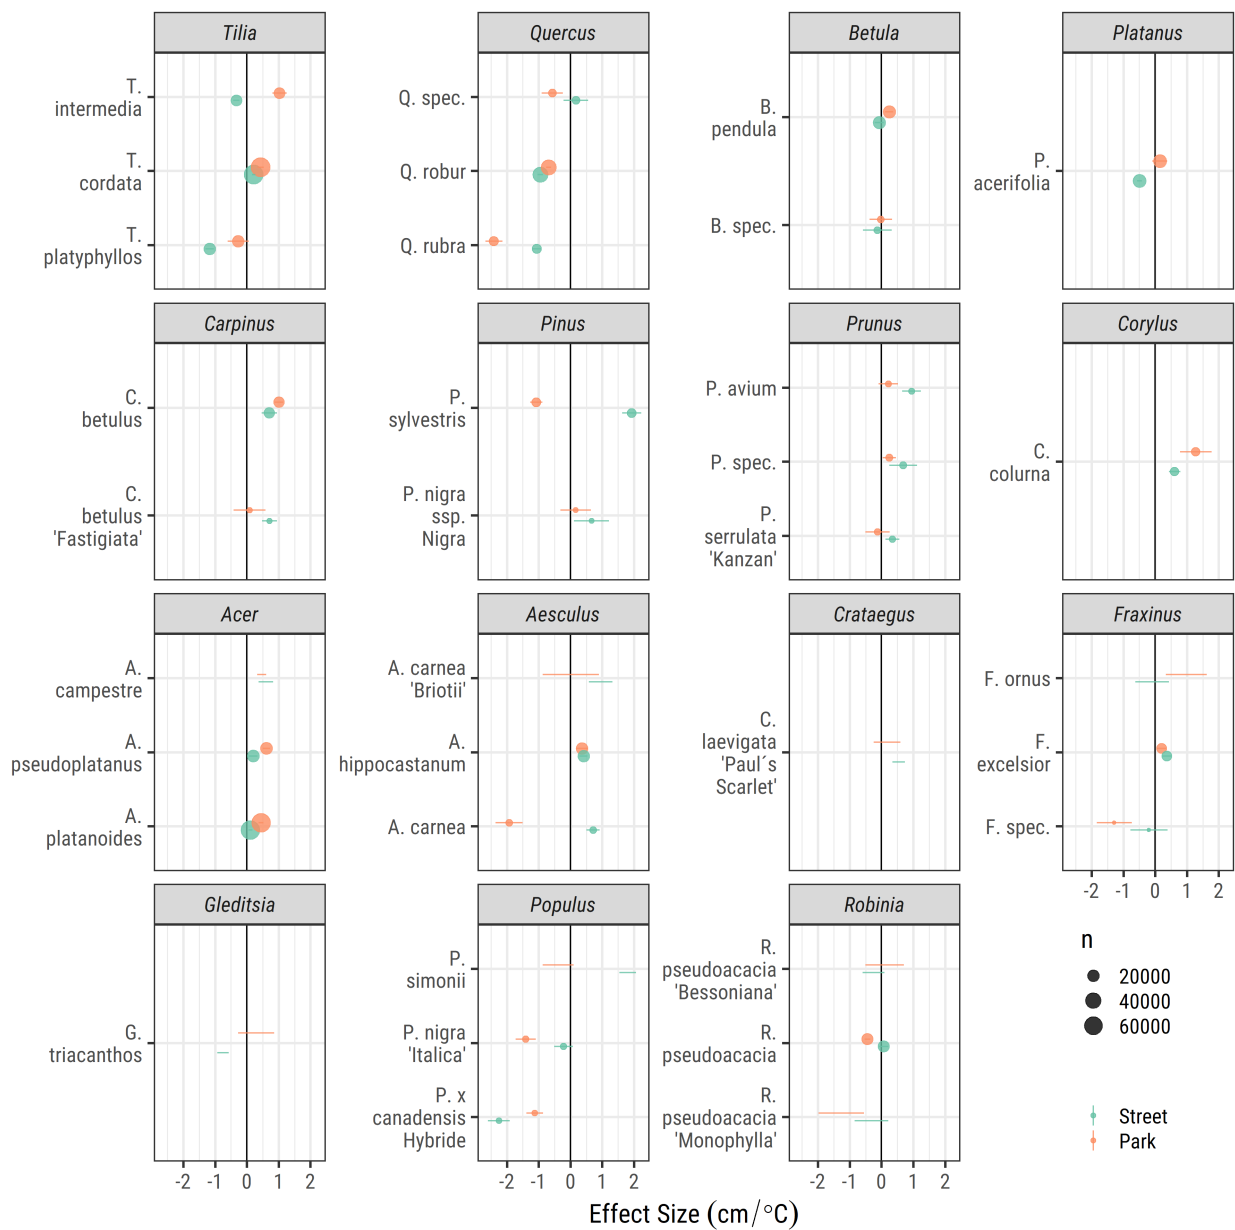 Tilia
Quercus
Betula
Platanus
T.
intermedia
T.
cordata
T.
platyphyllos
Q. spec.
Q. robur
Q. rubra
B.
pendula
B. spec.
P.
acerifolia
Carpinus
Pinus
Prunus
Corylus
C.
betulus
C.
betulus
'Fastigiata'
P.
sylvestris
P. nigra
ssp.
Nigra
P. avium
P. spec.
P.
serrulata
'Kanzan'
C.
colurna
Acer
Aesculus
Crataegus
Fraxinus
A.
campestre
A.
pseudoplatanus
A.
platanoides
A. carnea
'Briotii'
A.
hippocastanum
A. carnea
C.
laevigata
'Paul´s
Scarlet'
F. ornus
F.
excelsior
F. spec.
-2 -1 0 1 2
Gleditsia
Populus
Robinia
G.
triacanthos
P.
simonii
P. nigra
'Italica'
P. x
canadensis
Hybride
R.
pseudoacacia
'Bessoniana'
R.
pseudoacacia
R.
pseudoacacia
'Monophylla'
-2 -1 0 1 2
-2 -1 0 1 2
-2 -1 0 1 2
Effect Size (cm/°C)
n
20000
40000
60000
Street
Park